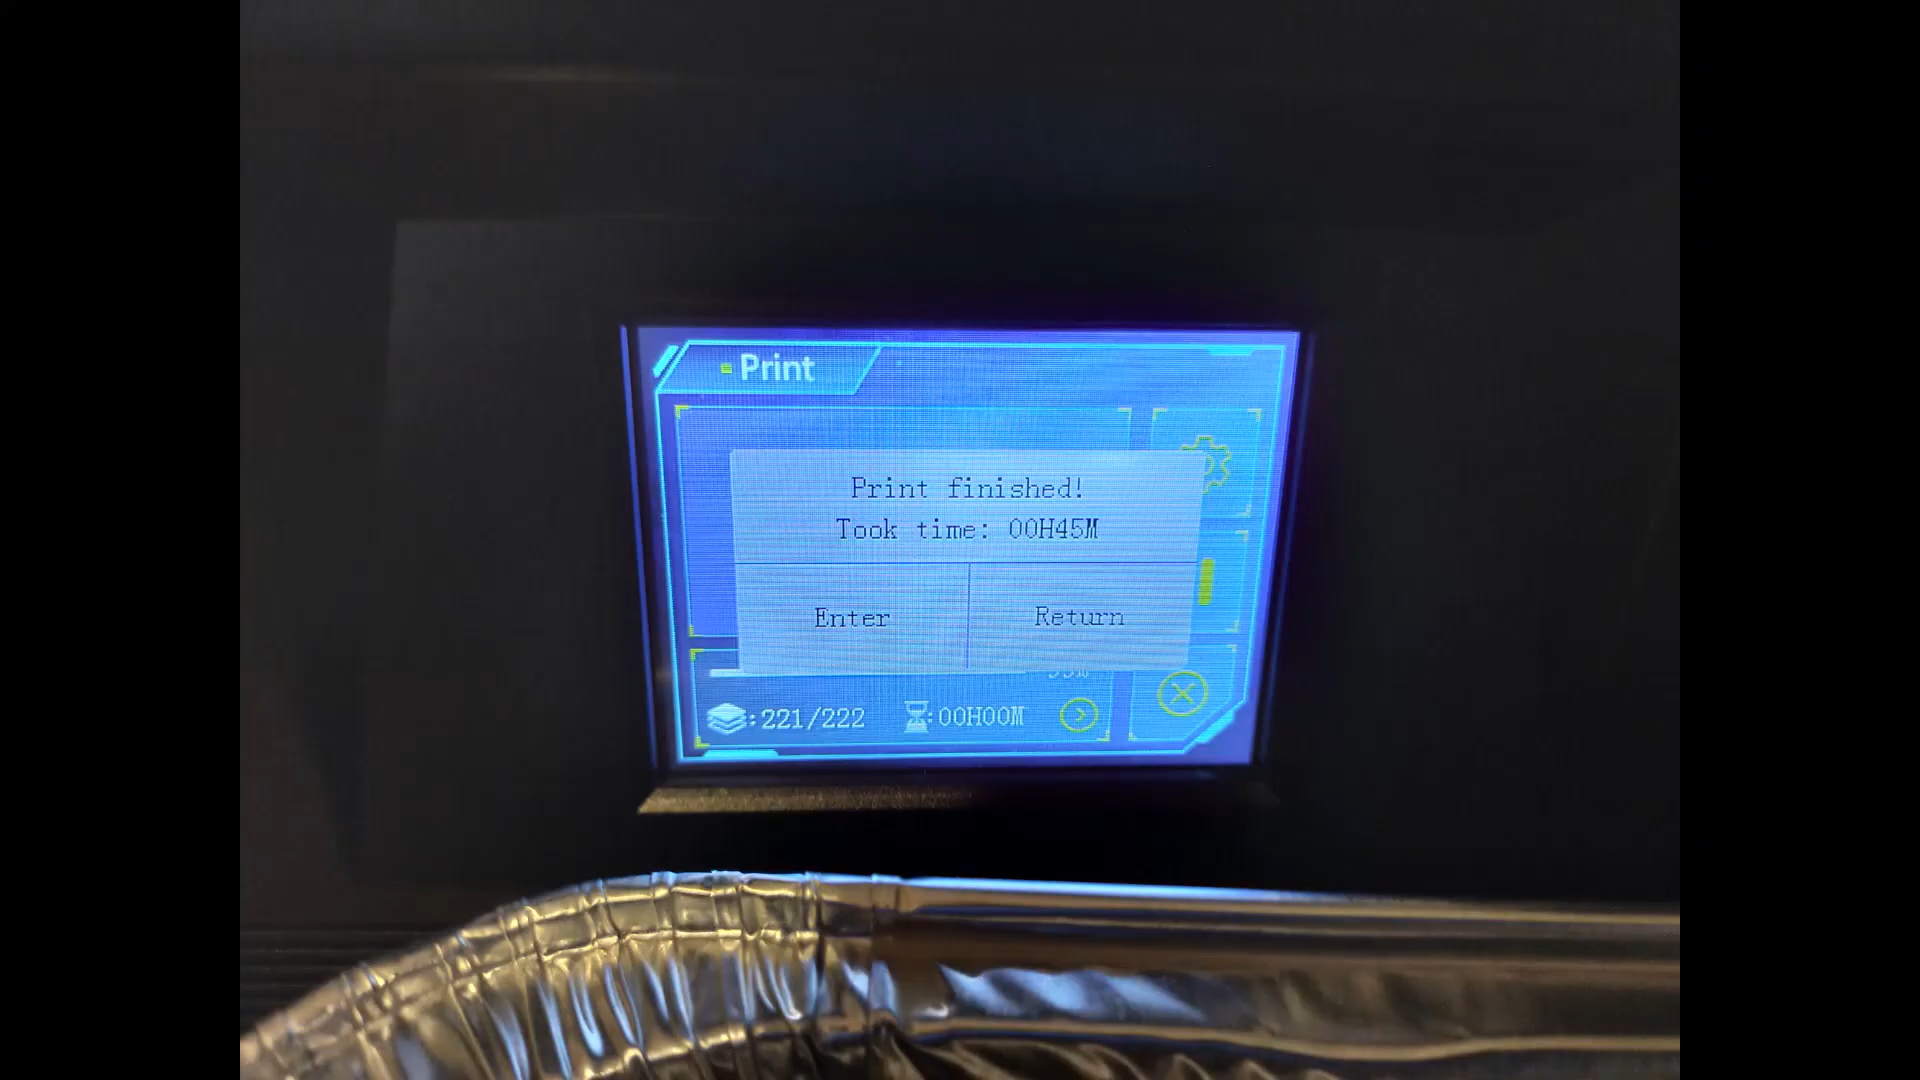 Print
Print finished!
Took time: 00H45M
Enter
Return
:221/222
:00H00M